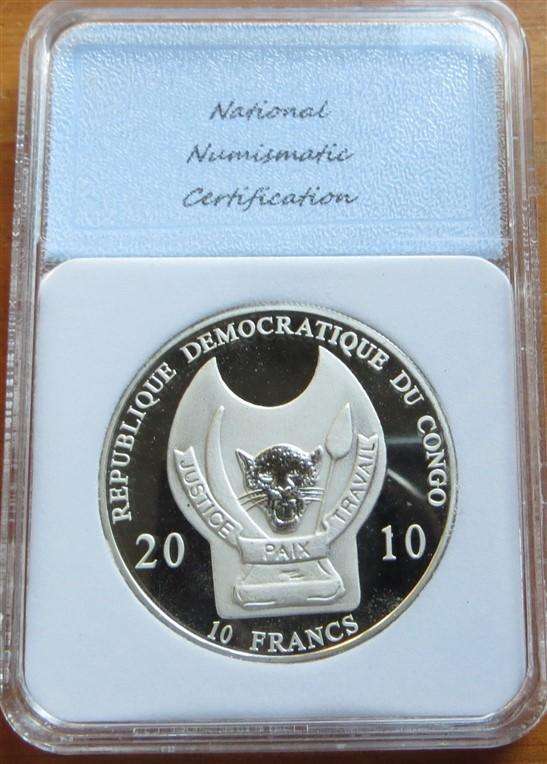 National
Numismatic
Certification
REPUBLIQUE DEMOCRATIQUE DU CONGO
JUSTICE
PAIX
TRAVAIL
20 10
10 FRANCS